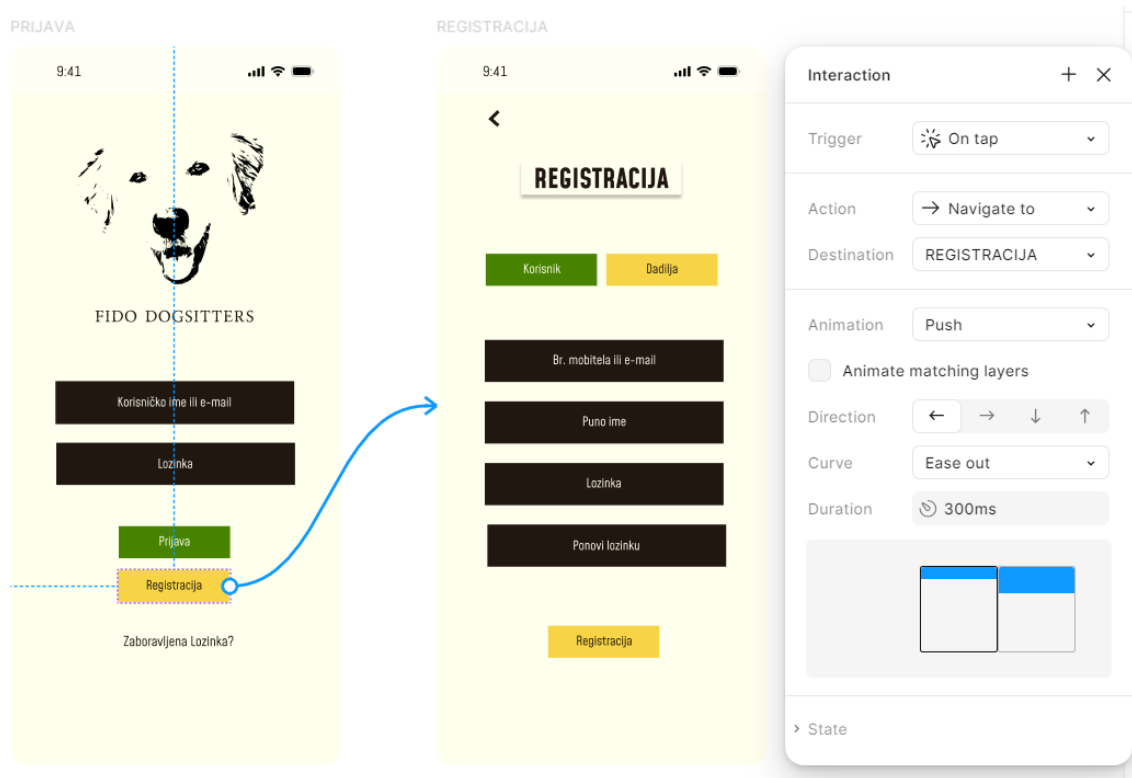 PRIJAVA
9:41
FIDO DOGSITTERS
Korisničko ime ili e-mail
Lozinka
Prijava
Registracija
Zaboravljena Lozinka?
REGISTRACIJA
9:41
REGISTRACIJA
Korisnik
Dadilja
Br. mobitela ili e-mail
Puno ime
Lozinka
Ponovi lozinku
Registracija
Interaction
Trigger On tap
Action Navigate to
Destination REGISTRACIJA
Animation Push
Animate matching layers
Direction
Curve Ease out
Duration 300ms
State